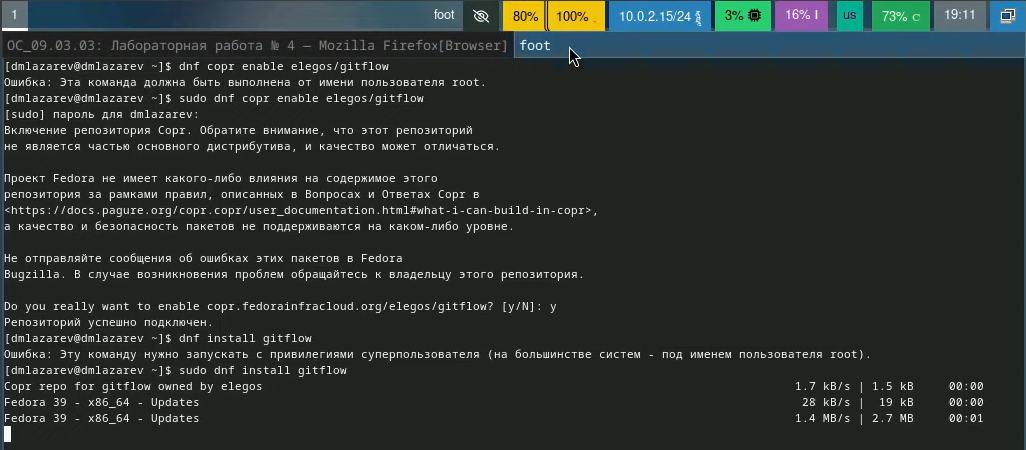 1 foot 80% 100% 10.0.2.15/24 3% 16% us 73% 19:11
ОС_09.03.03: Лабораторная работа № 4 — Mozilla Firefox[Browser] foot
[dmlazarev@dmlazarev ~]$ dnf copr enable elegos/gitflow
Ошибка: Эта команда должна быть выполнена от имени пользователя root.
[dmlazarev@dmlazarev ~]$ sudo dnf copr enable elegos/gitflow
[sudo] пароль для dmlazarev:
Включение репозитория Copr. Обратите внимание, что этот репозиторий
не является частью основного дистрибутива, и качество может отличаться.
Проект Fedora не имеет какого-либо влияния на содержимое этого
репозитория за рамками правил, описанных в Вопросах и Ответах Copr в
<https://docs.pagure.org/copr.copr/user_documentation.html#what-i-can-build-in-copr>,
а качество и безопасность пакетов не поддерживаются на каком-либо уровне.
Не отправляйте сообщения об ошибках этих пакетов в Fedora
Bugzilla. В случае возникновения проблем обращайтесь к владельцу этого репозитория.
Do you really want to enable copr.fedorainfracloud.org/elegos/gitflow? [y/N]: y
Репозиторий успешно подключен.
[dmlazarev@dmlazarev ~]$ dnf install gitflow
Ошибка: Эту команду нужно запускать с привилегиями суперпользователя (на большинстве систем - под именем пользователя root).
[dmlazarev@dmlazarev ~]$ sudo dnf install gitflow
Copr repo for gitflow owned by elegos 1.7 kB/s | 1.5 kB 00:00
Fedora 39 - x86_64 - Updates 28 kB/s | 19 kB 00:00
Fedora 39 - x86_64 - Updates 1.4 MB/s | 2.7 MB 00:01